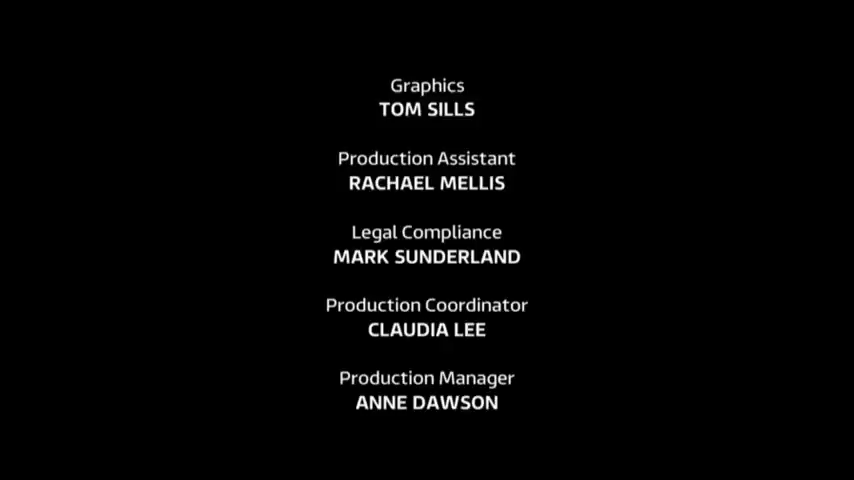 Graphics
TOM SILLS
Production Assistant
RACHAEL MELLIS
Legal Compliance
MARK SUNDERLAND
Production Coordinator
CLAUDIA LEE
Production Manager
ANNE DAWSON